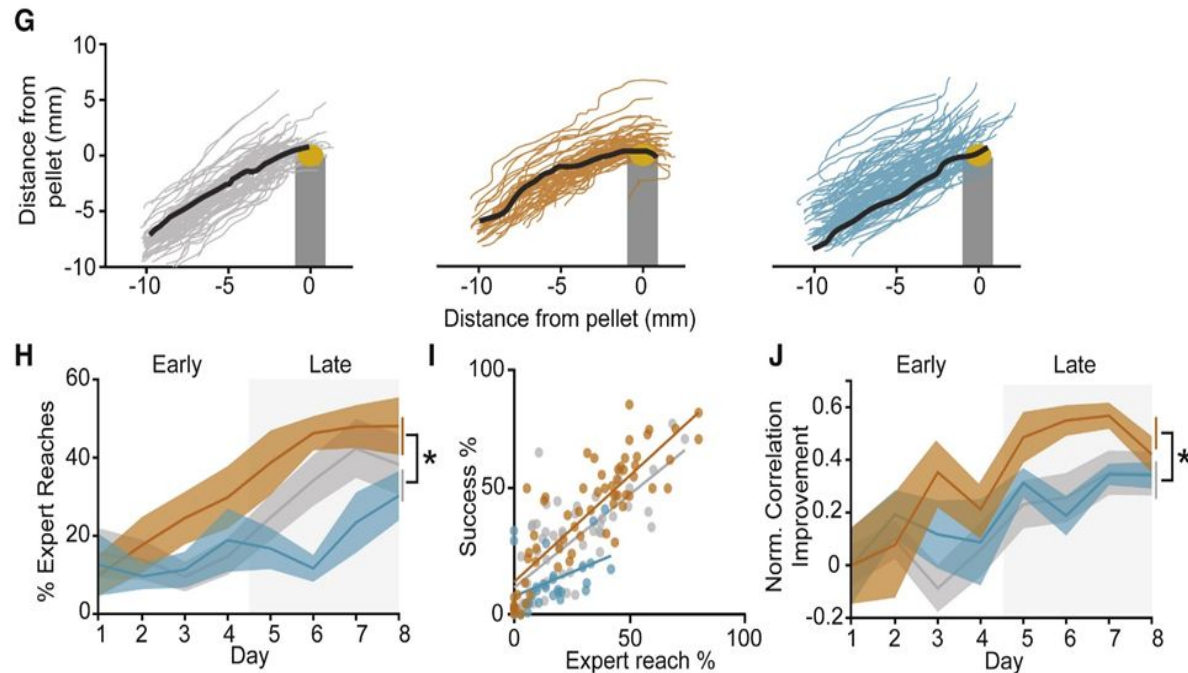 G
Distance from
pellet (mm)
10
5
0
-5
-10
-10 -5 0
-10 -5 0
-10 -5 0
Distance from pellet (mm)
H
Early Late
% Expert Reaches
60
40
20
0
1 2 3 4 5 6 7 8
Day
*
I
Success %
100
50
0
0 50 100
Expert reach %
J
Early Late
Norm. Correlation
Improvement
0.6
0.4
0.2
0
-0.2
1 2 3 4 5 6 7 8
Day
*